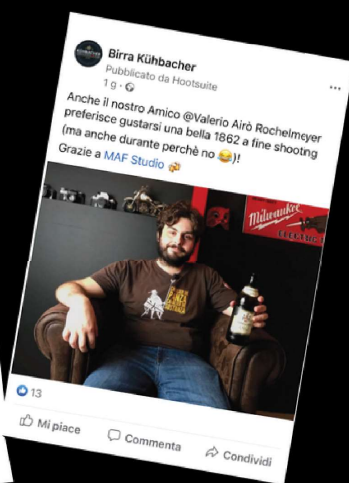 Birra Kühbacher
Pubblicato da Hootsuite
1 g ·
Anche il nostro Amico @Valerio Airò Rochelmeyer
preferisce gustarsi una bella 1862 a fine shooting
(ma anche durante perchè no 😂)!
Grazie a MAF Studio
Milwaukee
13
Mi piace
Commenta
Condividi